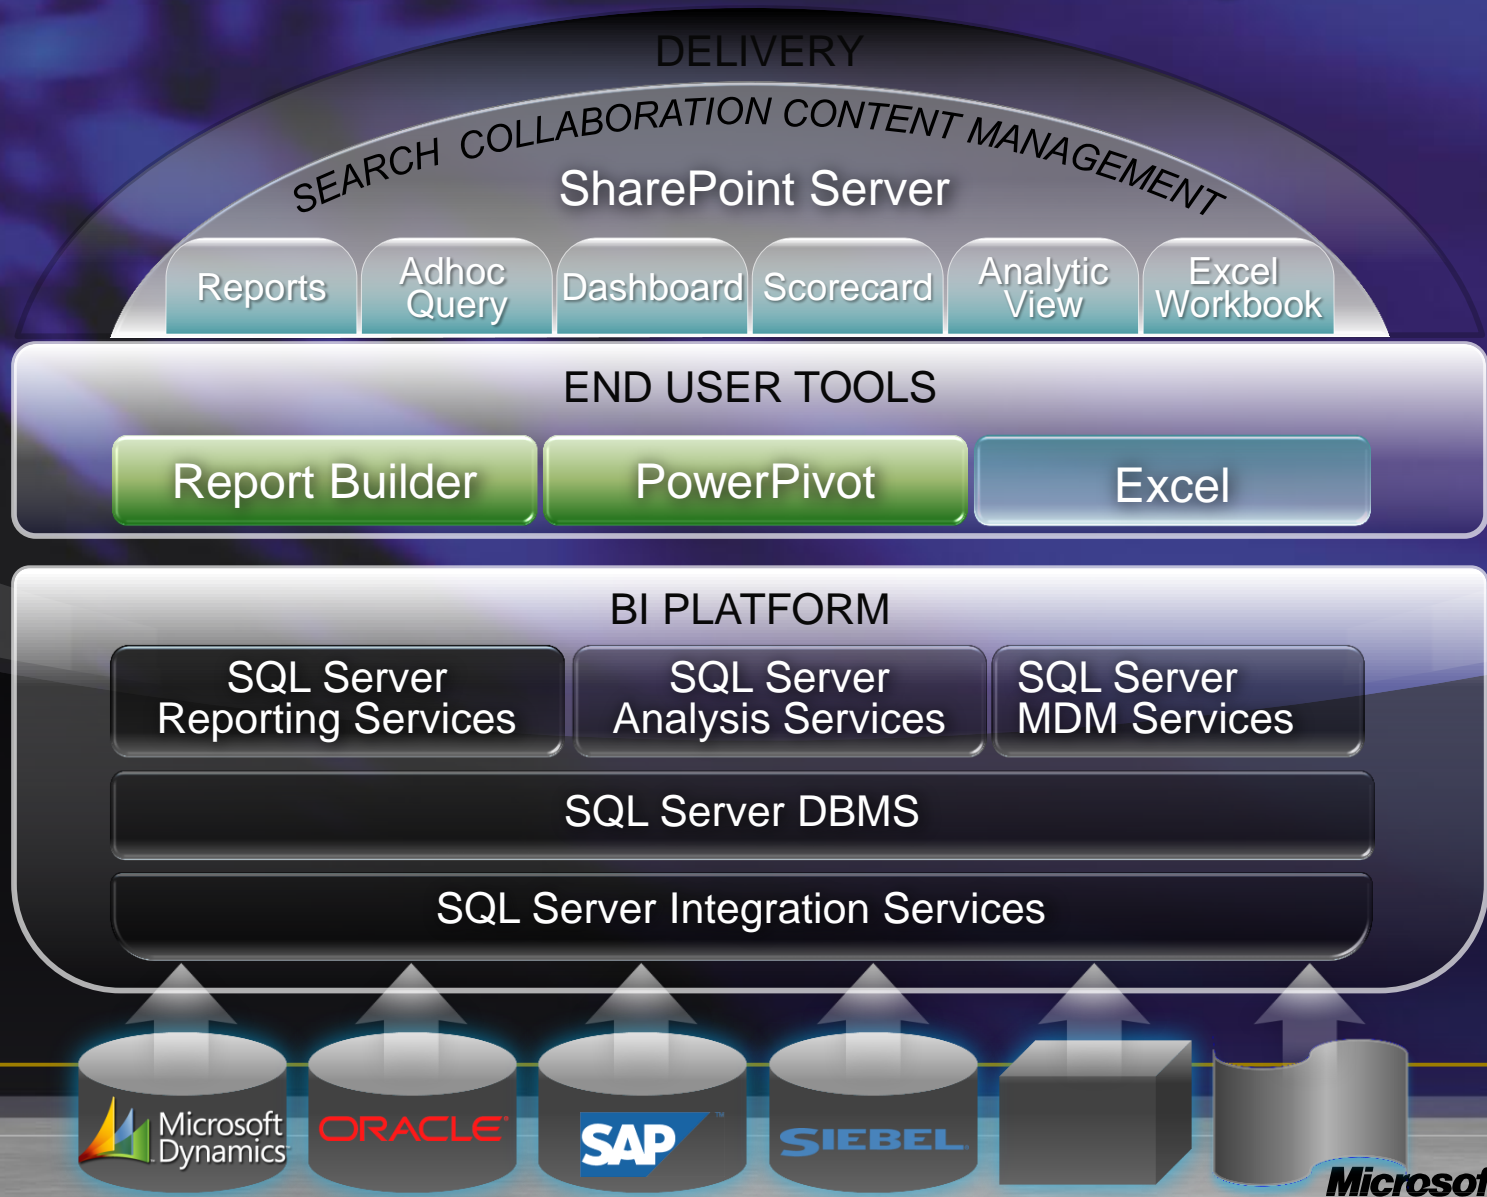 DELIVERY
SEARCH COLLABORATION CONTENT MANAGEMENT
SharePoint Server
Reports
Adhoc
Query
Dashboard
Scorecard
Analytic
View
Excel
Workbook
END USER TOOLS
Report Builder
PowerPivot
Excel
BI PLATFORM
SQL Server
Reporting Services
SQL Server
Analysis Services
SQL Server
MDM Services
SQL Server DBMS
SQL Server Integration Services
Microsoft
Dynamics
ORACLE
SAP
SIEBEL
Microsof